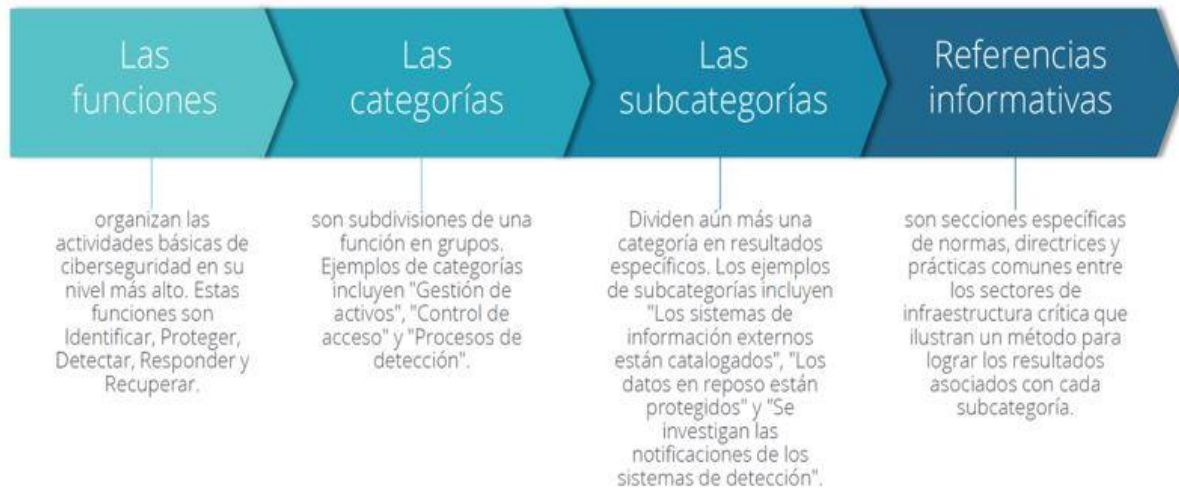 Las
funciones
organizan las
actividades básicas de
ciberseguridad en su
nivel más alto. Estas
funciones son
Identificar, Proteger,
Detectar, Responder y
Recuperar.
Las
categorías
son subdivisiones de una
función en grupos.
Ejemplos de categorías
incluyen "Gestión de
activos", "Control de
acceso" y "Procesos de
detección".
Las
subcategorías
Dividen aún más una
categoría en resultados
específicos. Los ejemplos
de subcategorías incluyen
"Los sistemas de
información externos
están catalogados", "Los
datos en reposo están
protegidos" y "Se
investigan las
notificaciones de los
sistemas de detección".
Referencias
informativas
son secciones específicas
de normas, directrices y
prácticas comunes entre
los sectores de
infraestructura crítica que
ilustran un método para
lograr los resultados
asociados con cada
subcategoría.